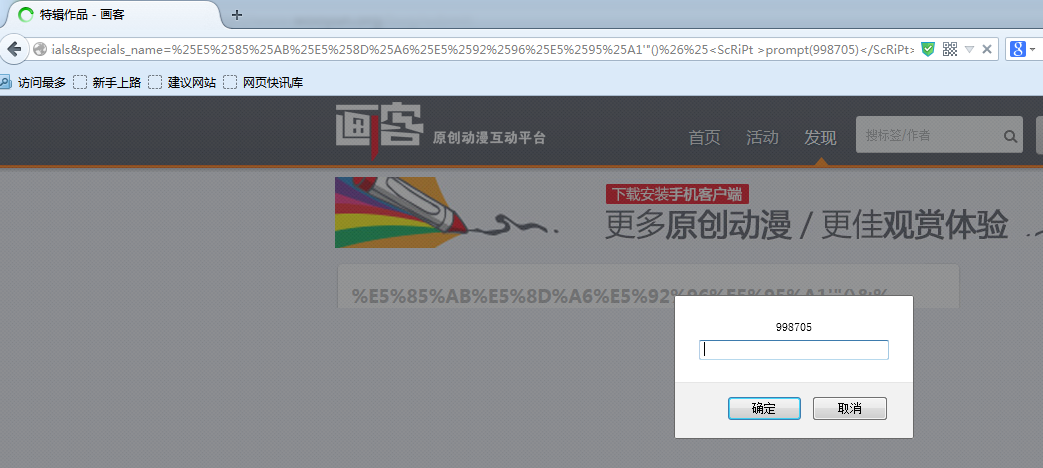 特辑作品 - 画客
ials&specials_name=%25E5%2585%25AB%25E5%258D%25A6%25E5%2592%2596%25E5%2595%25A1'"()%26%25<ScRiPt >prompt(998705)</ScRiPt>
访问最多 新手上路 建议网站 网页快讯库
画客 原创动漫互动平台 首页 活动 发现 搜标签/作者
下载安装手机客户端
更多原创动漫 / 更佳观赏体验
%E5%85%AB%E5%8D%A6%E5%92%96%E5%95%A1'"()&;%
998705
确定 取消